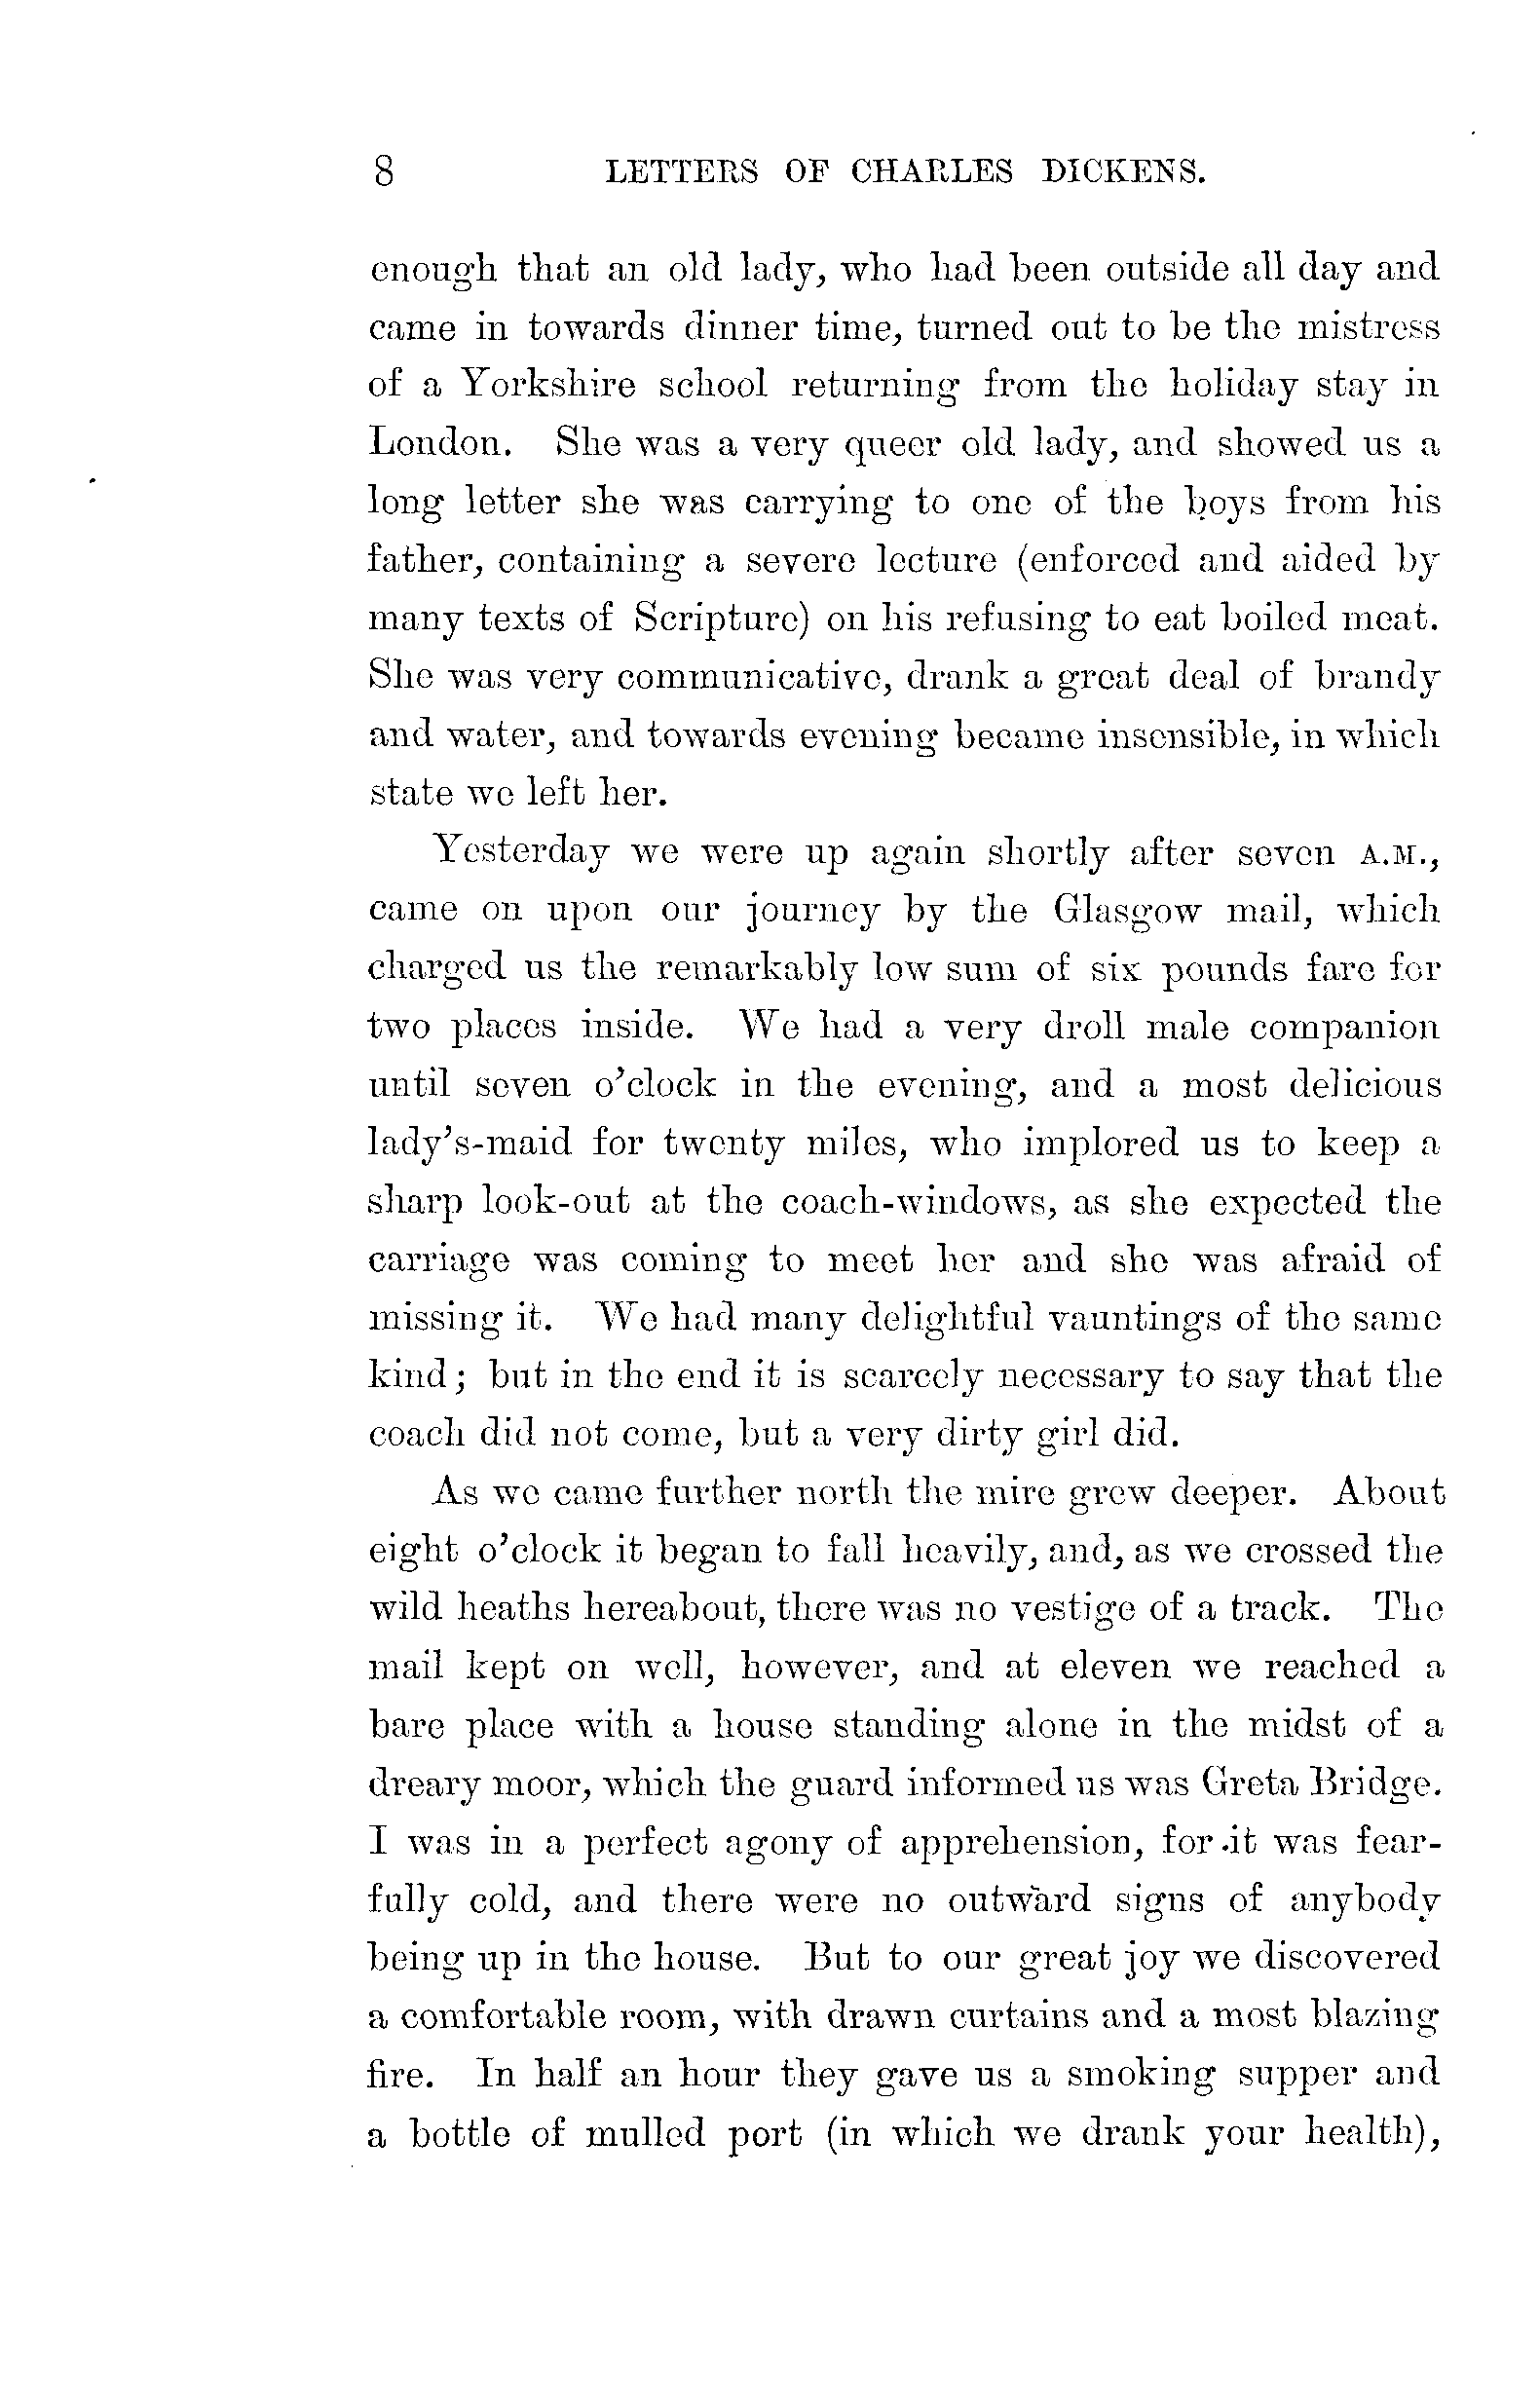 8 LETTERS OF CHARLES DICKENS.
enough that an old lady, who had been outside all day and
came in towards dinner time, turned out to be the mistress
of a Yorkshire school returning from the holiday stay in
London. She was a very queer old lady, and showed us a
long letter she was carrying to one of the boys from his
father, containing a severe lecture (enforced and aided by
many texts of Scripture) on his refusing to eat boiled meat.
She was very communicative, drank a great deal of brandy
and water, and towards evening became insensible, in which
state we left her.
Yesterday we were up again shortly after seven A.M.,
came on upon our journey by the Glasgow mail, which
charged us the remarkably low sum of six pounds fare for
two places inside. We had a very droll male companion
until seven o'clock in the evening, and a most delicious
lady's-maid for twenty miles, who implored us to keep a
sharp look-out at the coach-windows, as she expected the
carriage was coming to meet her and she was afraid of
missing it. We had many delightful vauntings of the same
kind; but in the end it is scarcely necessary to say that the
coach did not come, but a very dirty girl did.
As we came further north the mire grew deeper. About
eight o'clock it began to fall heavily, and, as we crossed the
wild heaths hereabout, there was no vestige of a track. The
mail kept on well, however, and at eleven we reached a
bare place with a house standing alone in the midst of a
dreary moor, which the guard informed us was Greta Bridge.
I was in a perfect agony of apprehension, for it was fear-
fully cold, and there were no outward signs of anybody
being up in the house. But to our great joy we discovered
a comfortable room, with drawn curtains and a most blazing
fire. In half an hour they gave us a smoking supper and
a bottle of mulled port (in which we drank your health),